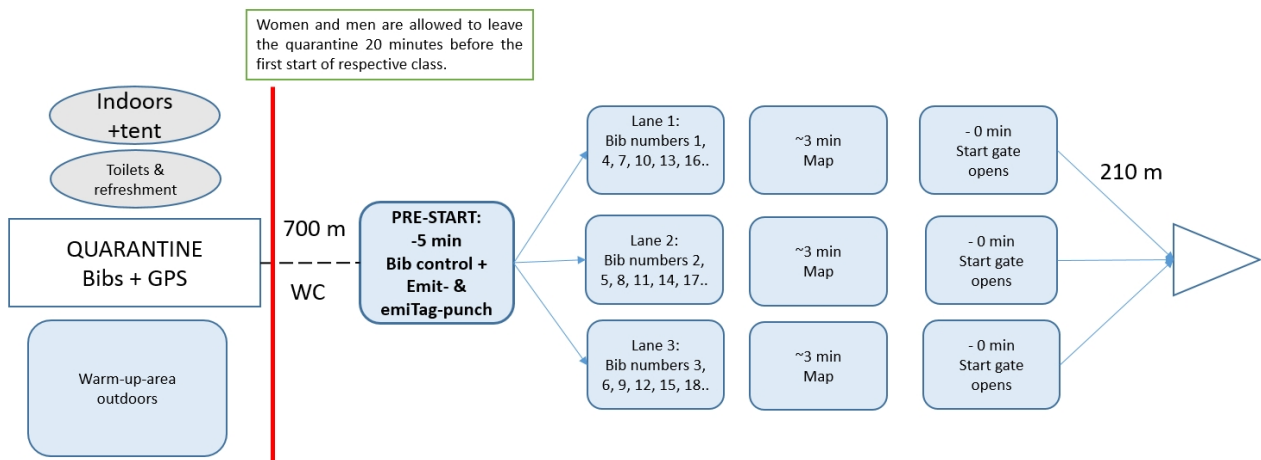 Women and men are allowed to leave
the quarantine 20 minutes before the
first start of respective class.
Indoors
+tent
Toilets &
refreshment
QUARANTINE
Bibs + GPS
Warm-up-area
outdoors
700 m
WC
PRE-START:
-5 min
Bib control +
Emit- &
emiTag-punch
Lane 1:
Bib numbers 1,
4, 7, 10, 13, 16..
~3 min
Map
- 0 min
Start gate
opens
Lane 2:
Bib numbers 2,
5, 8, 11, 14, 17..
~3 min
Map
- 0 min
Start gate
opens
Lane 3:
Bib numbers 3,
6, 9, 12, 15, 18..
~3 min
Map
- 0 min
Start gate
opens
210 m